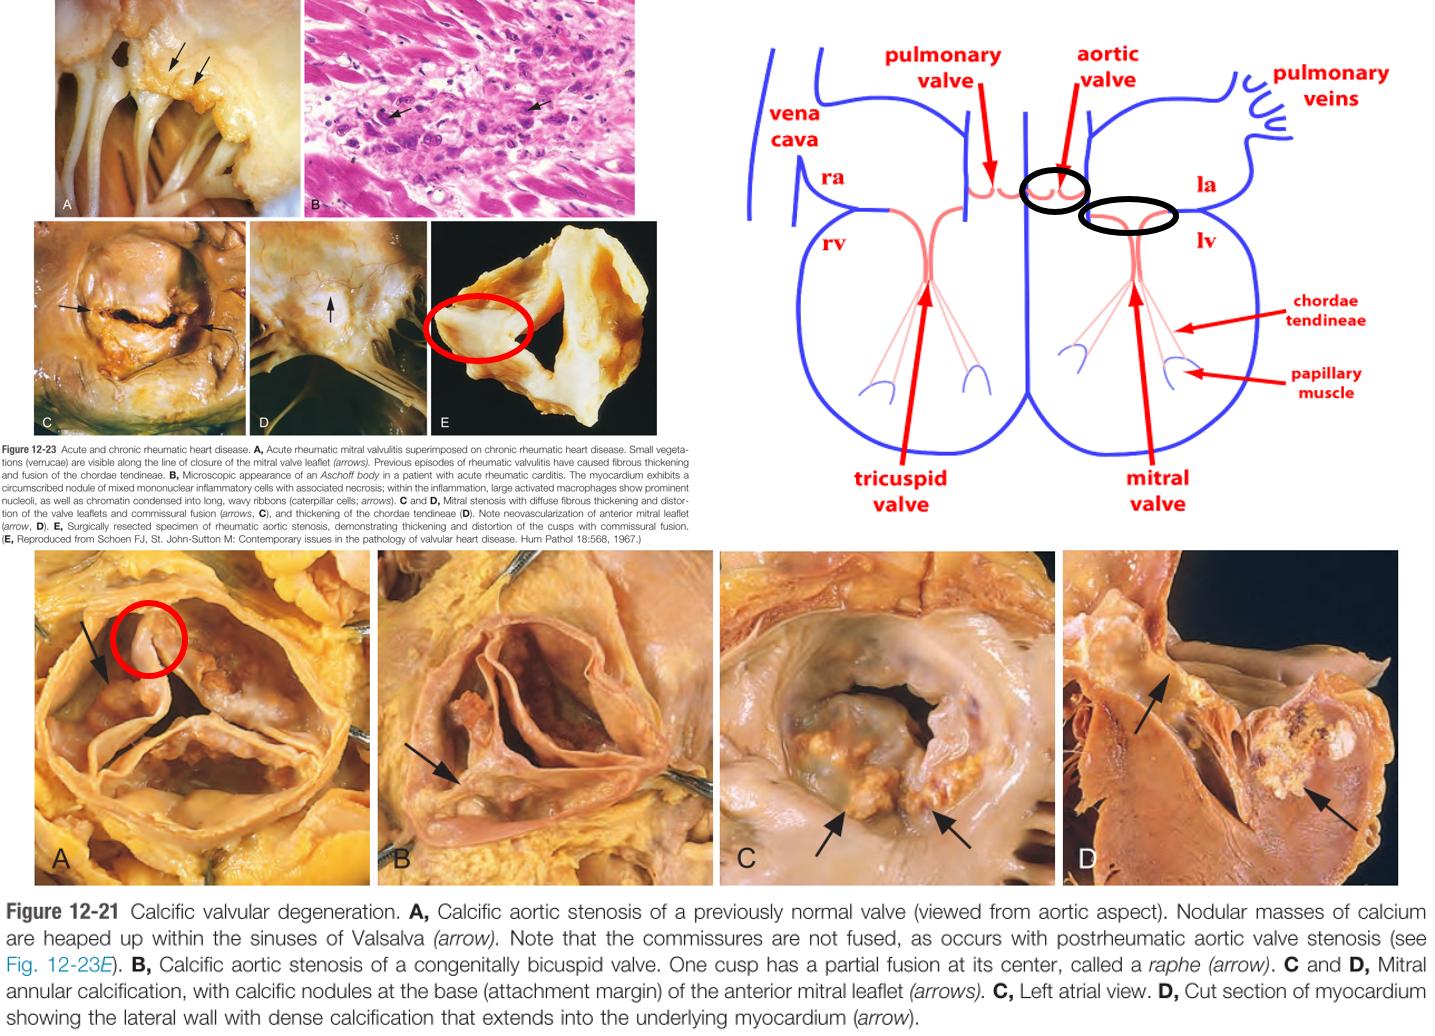 A
B
C
D
E
Figure 12-23 Acute and chronic rheumatic heart disease. A, Acute rheumatic mitral valvulitis superimposed on chronic rheumatic heart disease. Small vegeta-
tions (verrucae) are visible along the line of closure of the mitral valve leaflet (arrows). Previous episodes of rheumatic valvulitis have caused fibrous thickening
and fusion of the chordae tendineae. B, Microscopic appearance of an Aschoff body in a patient with acute rheumatic carditis. The myocardium exhibits a
circumscribed nodule of mixed mononuclear inflammatory cells with associated necrosis; within the inflammation, large activated macrophages show prominent
nucleoli, as well as chromatin condensed into long, wavy ribbons (caterpillar cells; arrows). C and D, Mitral stenosis with diffuse fibrous thickening and distor-
tion of the valve leaflets and commissural fusion (arrows, C), and thickening of the chordae tendineae (D). Note neovascularization of anterior mitral leaflet
(arrow, D). E, Surgically resected specimen of rheumatic aortic stenosis, demonstrating thickening and distortion of the cusps with commissural fusion.
(E, Reproduced from Schoen FJ, St. John-Sutton M: Contemporary issues in the pathology of valvular heart disease. Hum Pathol 18:568, 1967.)
pulmonary
valve
aortic
valve
pulmonary
veins
vena
cava
ra
la
rv
lv
chordae
tendineae
papillary
muscle
tricuspid
valve
mitral
valve
A
B
C
D
Figure 12-21 Calcific valvular degeneration. A, Calcific aortic stenosis of a previously normal valve (viewed from aortic aspect). Nodular masses of calcium
are heaped up within the sinuses of Valsalva (arrow). Note that the commissures are not fused, as occurs with postrheumatic aortic valve stenosis (see
Fig. 12-23E). B, Calcific aortic stenosis of a congenitally bicuspid valve. One cusp has a partial fusion at its center, called a raphe (arrow). C and D, Mitral
annular calcification, with calcific nodules at the base (attachment margin) of the anterior mitral leaflet (arrows). C, Left atrial view. D, Cut section of myocardium
showing the lateral wall with dense calcification that extends into the underlying myocardium (arrow).